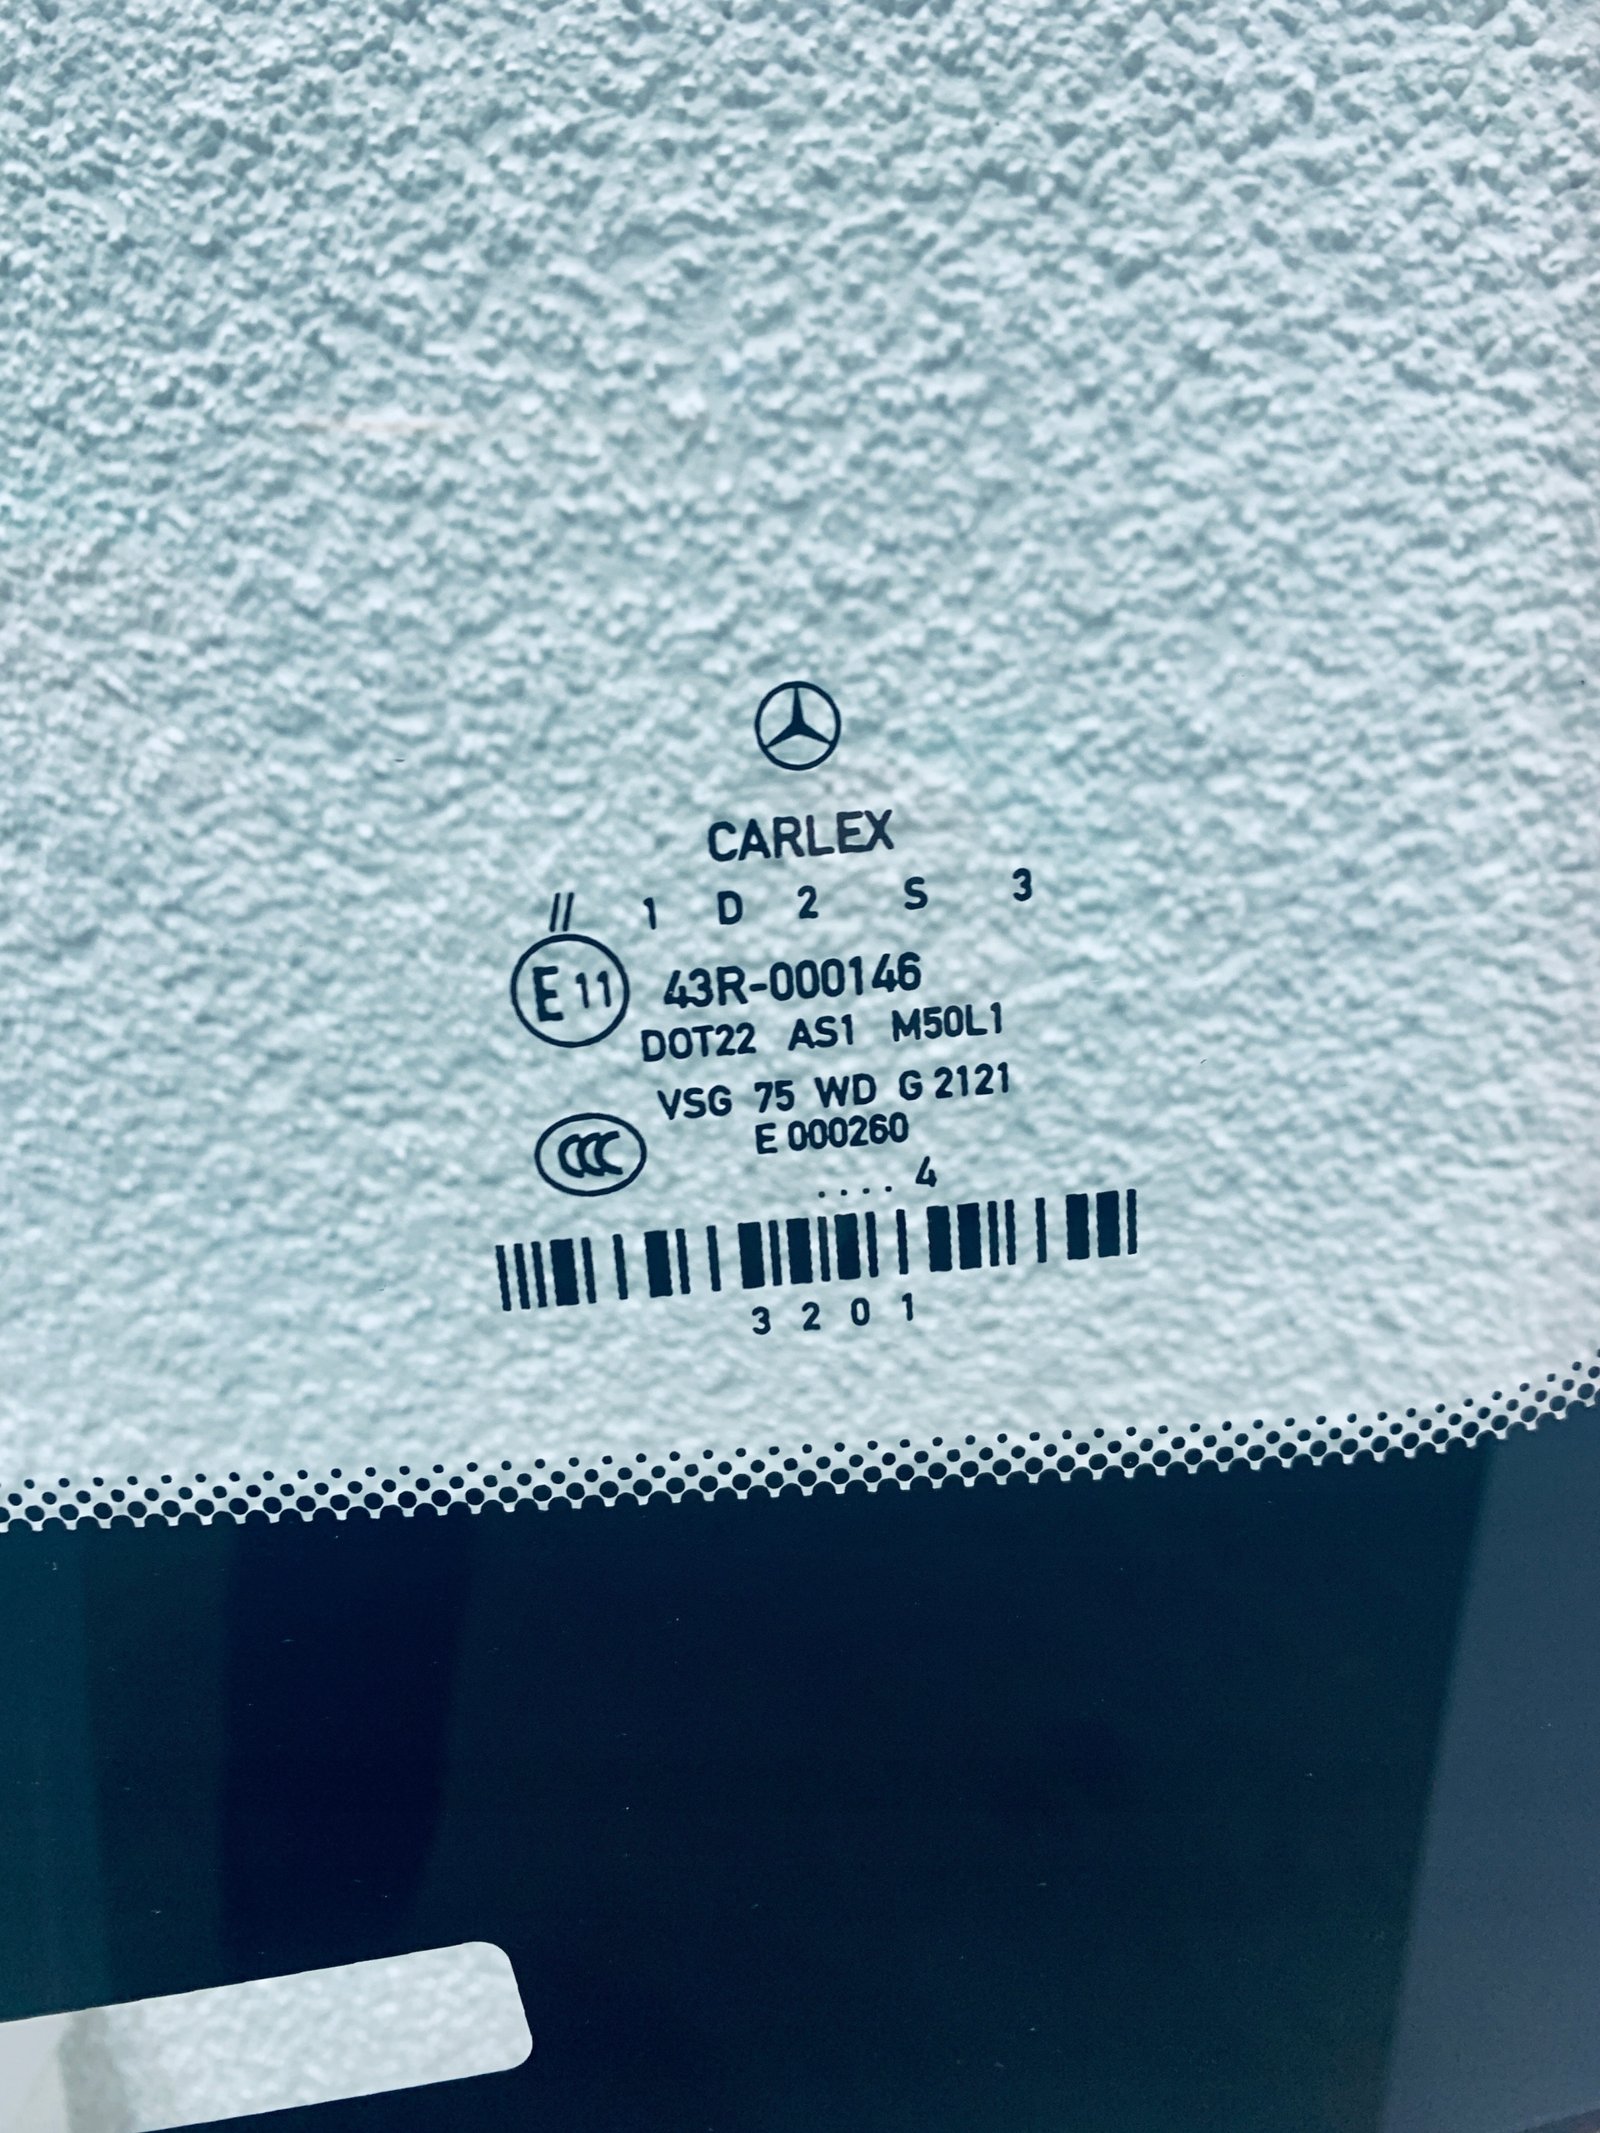 CARLEX
// 1 D 2 S 3
E 11 43R-000146
DOT22 AS1 M50L1
VSG 75 WD G 2121
CCC E 000260
.... 4
3 2 0 1